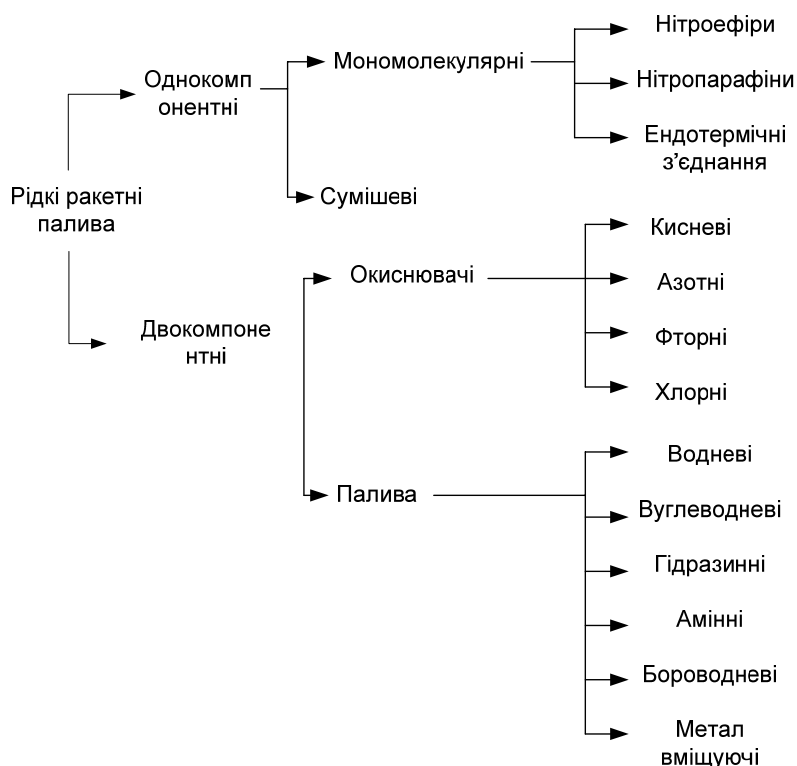 Рідкі ракетні
палива
Однокомп
онентні
Мономолекулярні
Нітроефіри
Нітропарафіни
Ендотермічні
з’єднання
Сумішеві
Двокомпоне
нтні
Окиснювачі
Кисневі
Азотні
Фторні
Хлорні
Палива
Водневі
Вуглеводневі
Гідразинні
Амінні
Бороводневі
Метал
вміщуючі